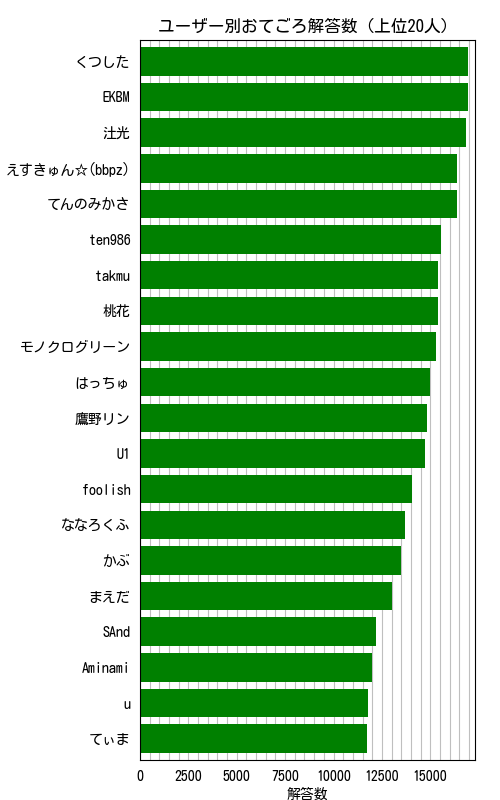 ユーザー別おてごろ解答数 (上位20人)
くつした
EKBM
汢光
えすきゅん☆(bbpz)
てんのみかさ
ten986
takmu
桃花
モノクログリーン
はっちゅ
鷹野リン
U1
foolish
ななろくふ
かぶ
まえだ
SAnd
Aminami
u
てぃま
0 2500 5000 7500 10000 12500 15000
解答数